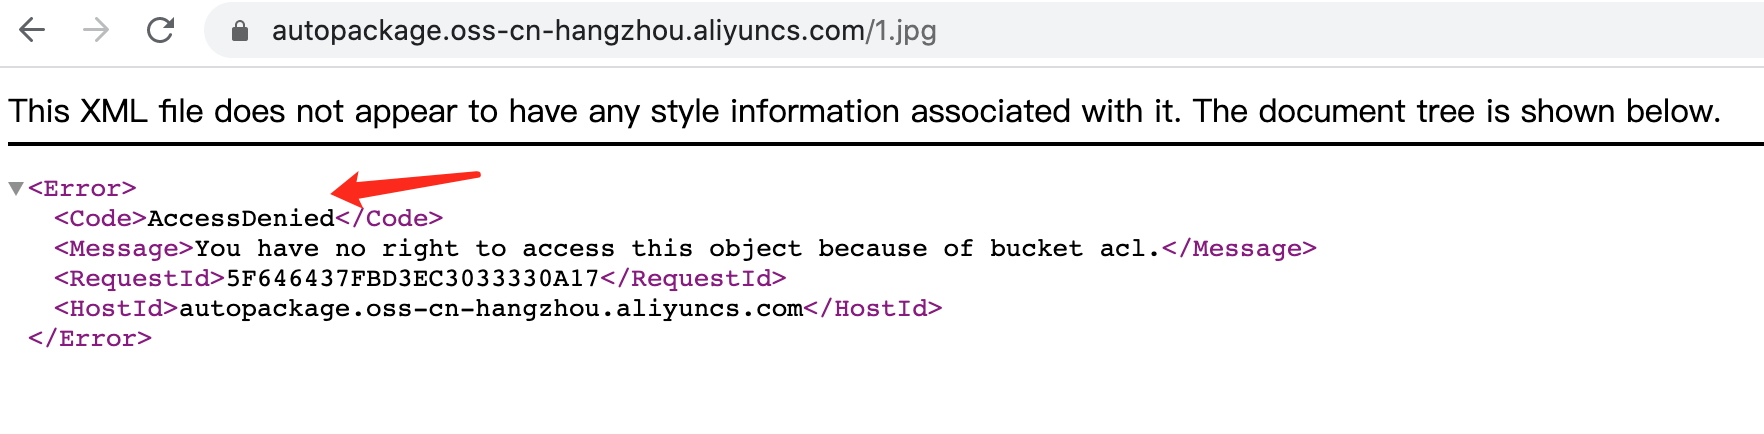 autopackage.oss-cn-hangzhou.aliyuncs.com/1.jpg
This XML file does not appear to have any style information associated with it. The document tree is shown below.
<Error>
<Code>AccessDenied</Code>
<Message>You have no right to access this object because of bucket acl.</Message>
<RequestId>5F646437FBD3EC3033330A17</RequestId>
<HostId>autopackage.oss-cn-hangzhou.aliyuncs.com</HostId>
</Error>